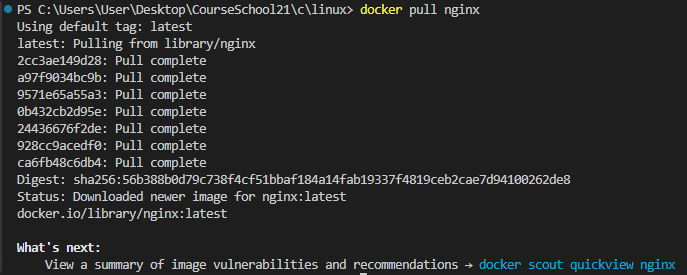 PS C:\Users\User\Desktop\CourseSchool21\c\linux> docker pull nginx
Using default tag: latest
latest: Pulling from library/nginx
2cc3ae149d28: Pull complete
a97f9034bc9b: Pull complete
9571e65a55a3: Pull complete
0b432cb2d95e: Pull complete
24436676f2de: Pull complete
928cc9acedf0: Pull complete
ca6fb48c6db4: Pull complete
Digest: sha256:56b388b0d79c738f4cf51bbaf184a14fab19337f4819ceb2cae7d94100262de8
Status: Downloaded newer image for nginx:latest
docker.io/library/nginx:latest
What's next:
View a summary of image vulnerabilities and recommendations → docker scout quickview nginx